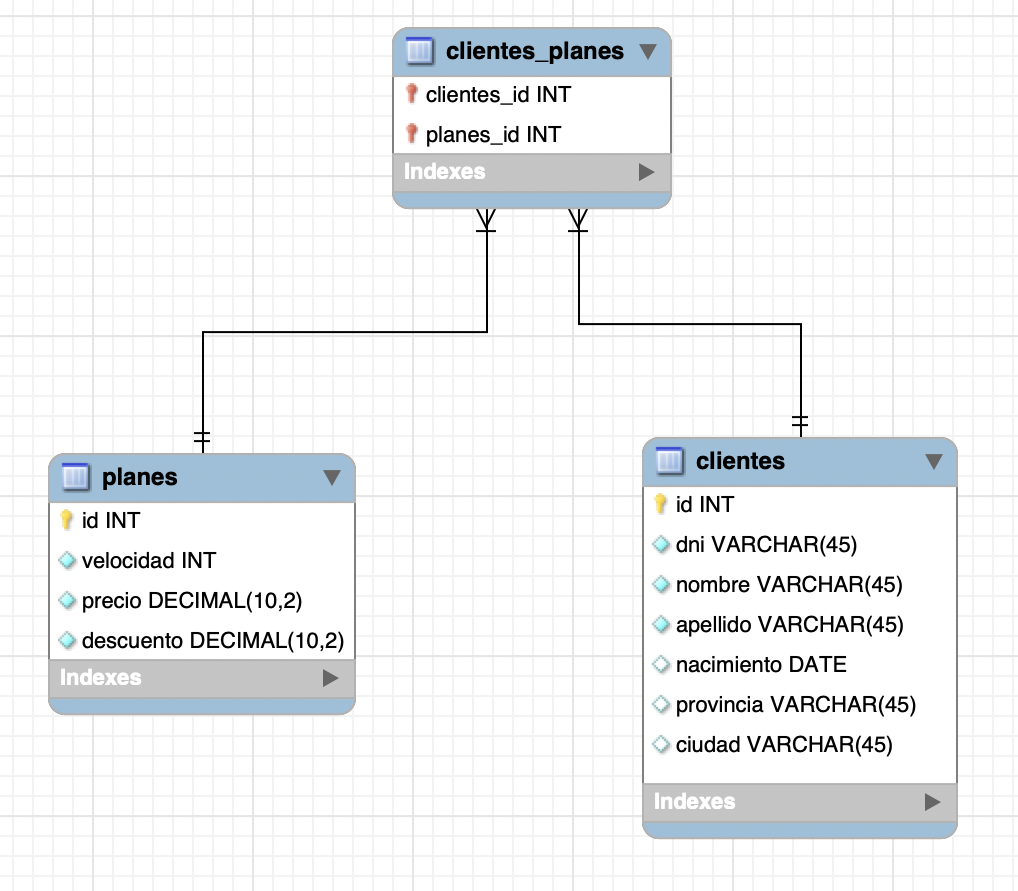 clientes_planes
clientes_id INT
planes_id INT
Indexes
planes
id INT
velocidad INT
precio DECIMAL(10,2)
descuento DECIMAL(10,2)
Indexes
clientes
id INT
dni VARCHAR(45)
nombre VARCHAR(45)
apellido VARCHAR(45)
nacimiento DATE
provincia VARCHAR(45)
ciudad VARCHAR(45)
Indexes